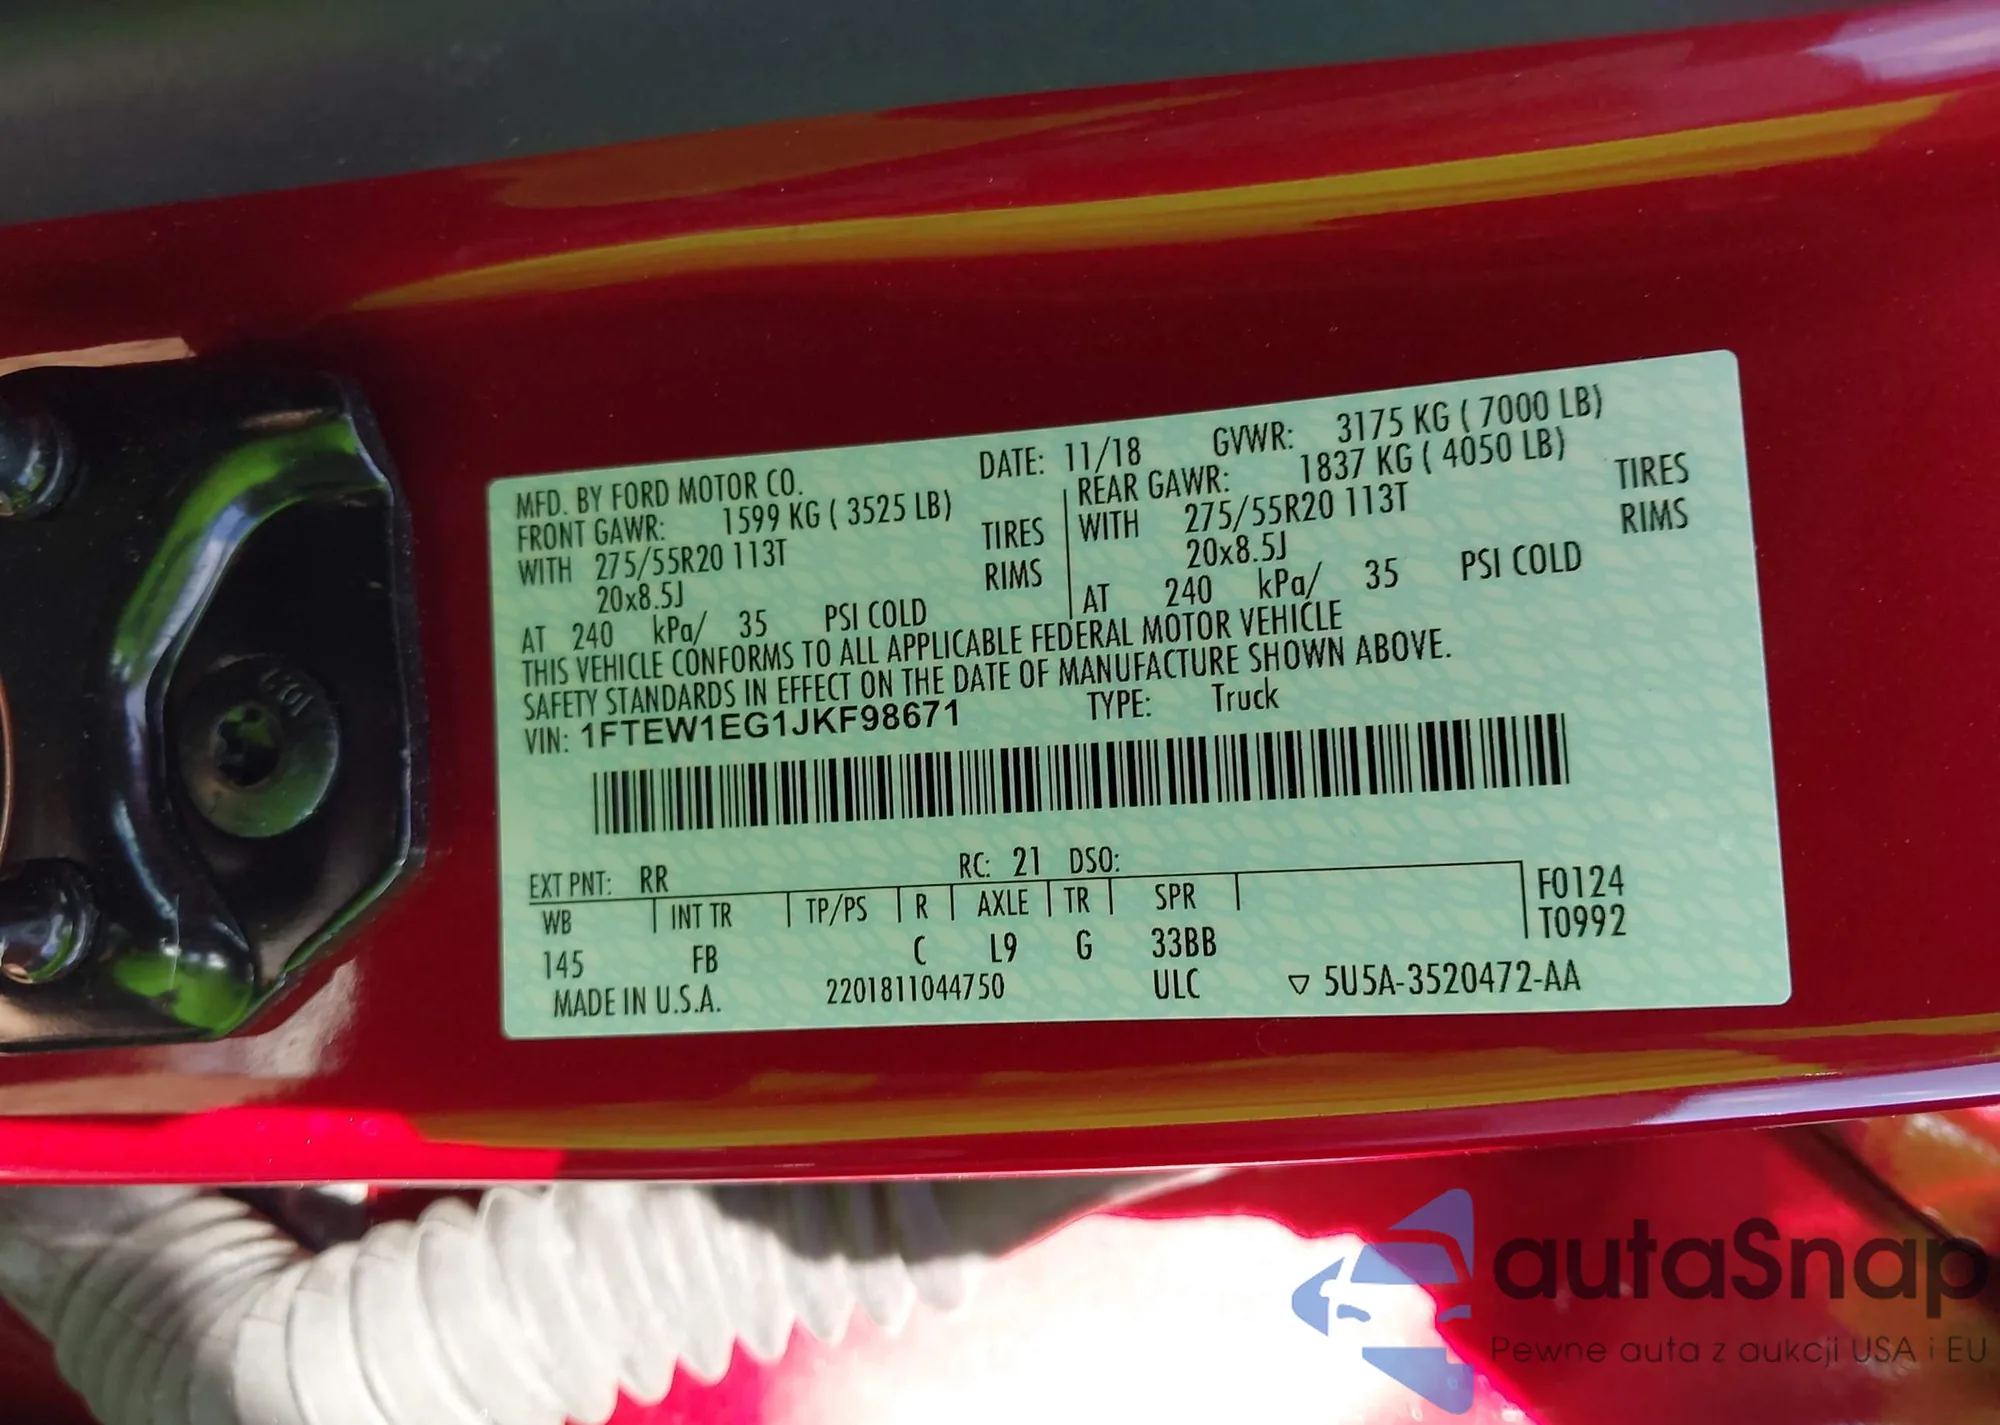 MFD. BY FORD MOTOR CO. DATE: 11/18 GVWR: 3175 KG ( 7000 LB)
FRONT GAWR: 1599 KG ( 3525 LB) REAR GAWR: 1837 KG ( 4050 LB)
WITH 275/55R20 113T TIRES WITH 275/55R20 113T TIRES
20x8.5J RIMS 20x8.5J RIMS
AT 240 kPa/ 35 PSI COLD AT 240 kPa/ 35 PSI COLD
THIS VEHICLE CONFORMS TO ALL APPLICABLE FEDERAL MOTOR VEHICLE
SAFETY STANDARDS IN EFFECT ON THE DATE OF MANUFACTURE SHOWN ABOVE.
VIN: 1FTEW1EG1JKF98671 TYPE: Truck
EXT PNT: RR RC: 21 DSO:
WB INT TR TP/PS R AXLE TR SPR F0124
T0992
145 FB C L9 G 33BB
MADE IN U.S.A. 2201811044750 ULC ▽ 5U5A-3520472-AA
autaSnap
Pewne auta z aukcji USA i EU